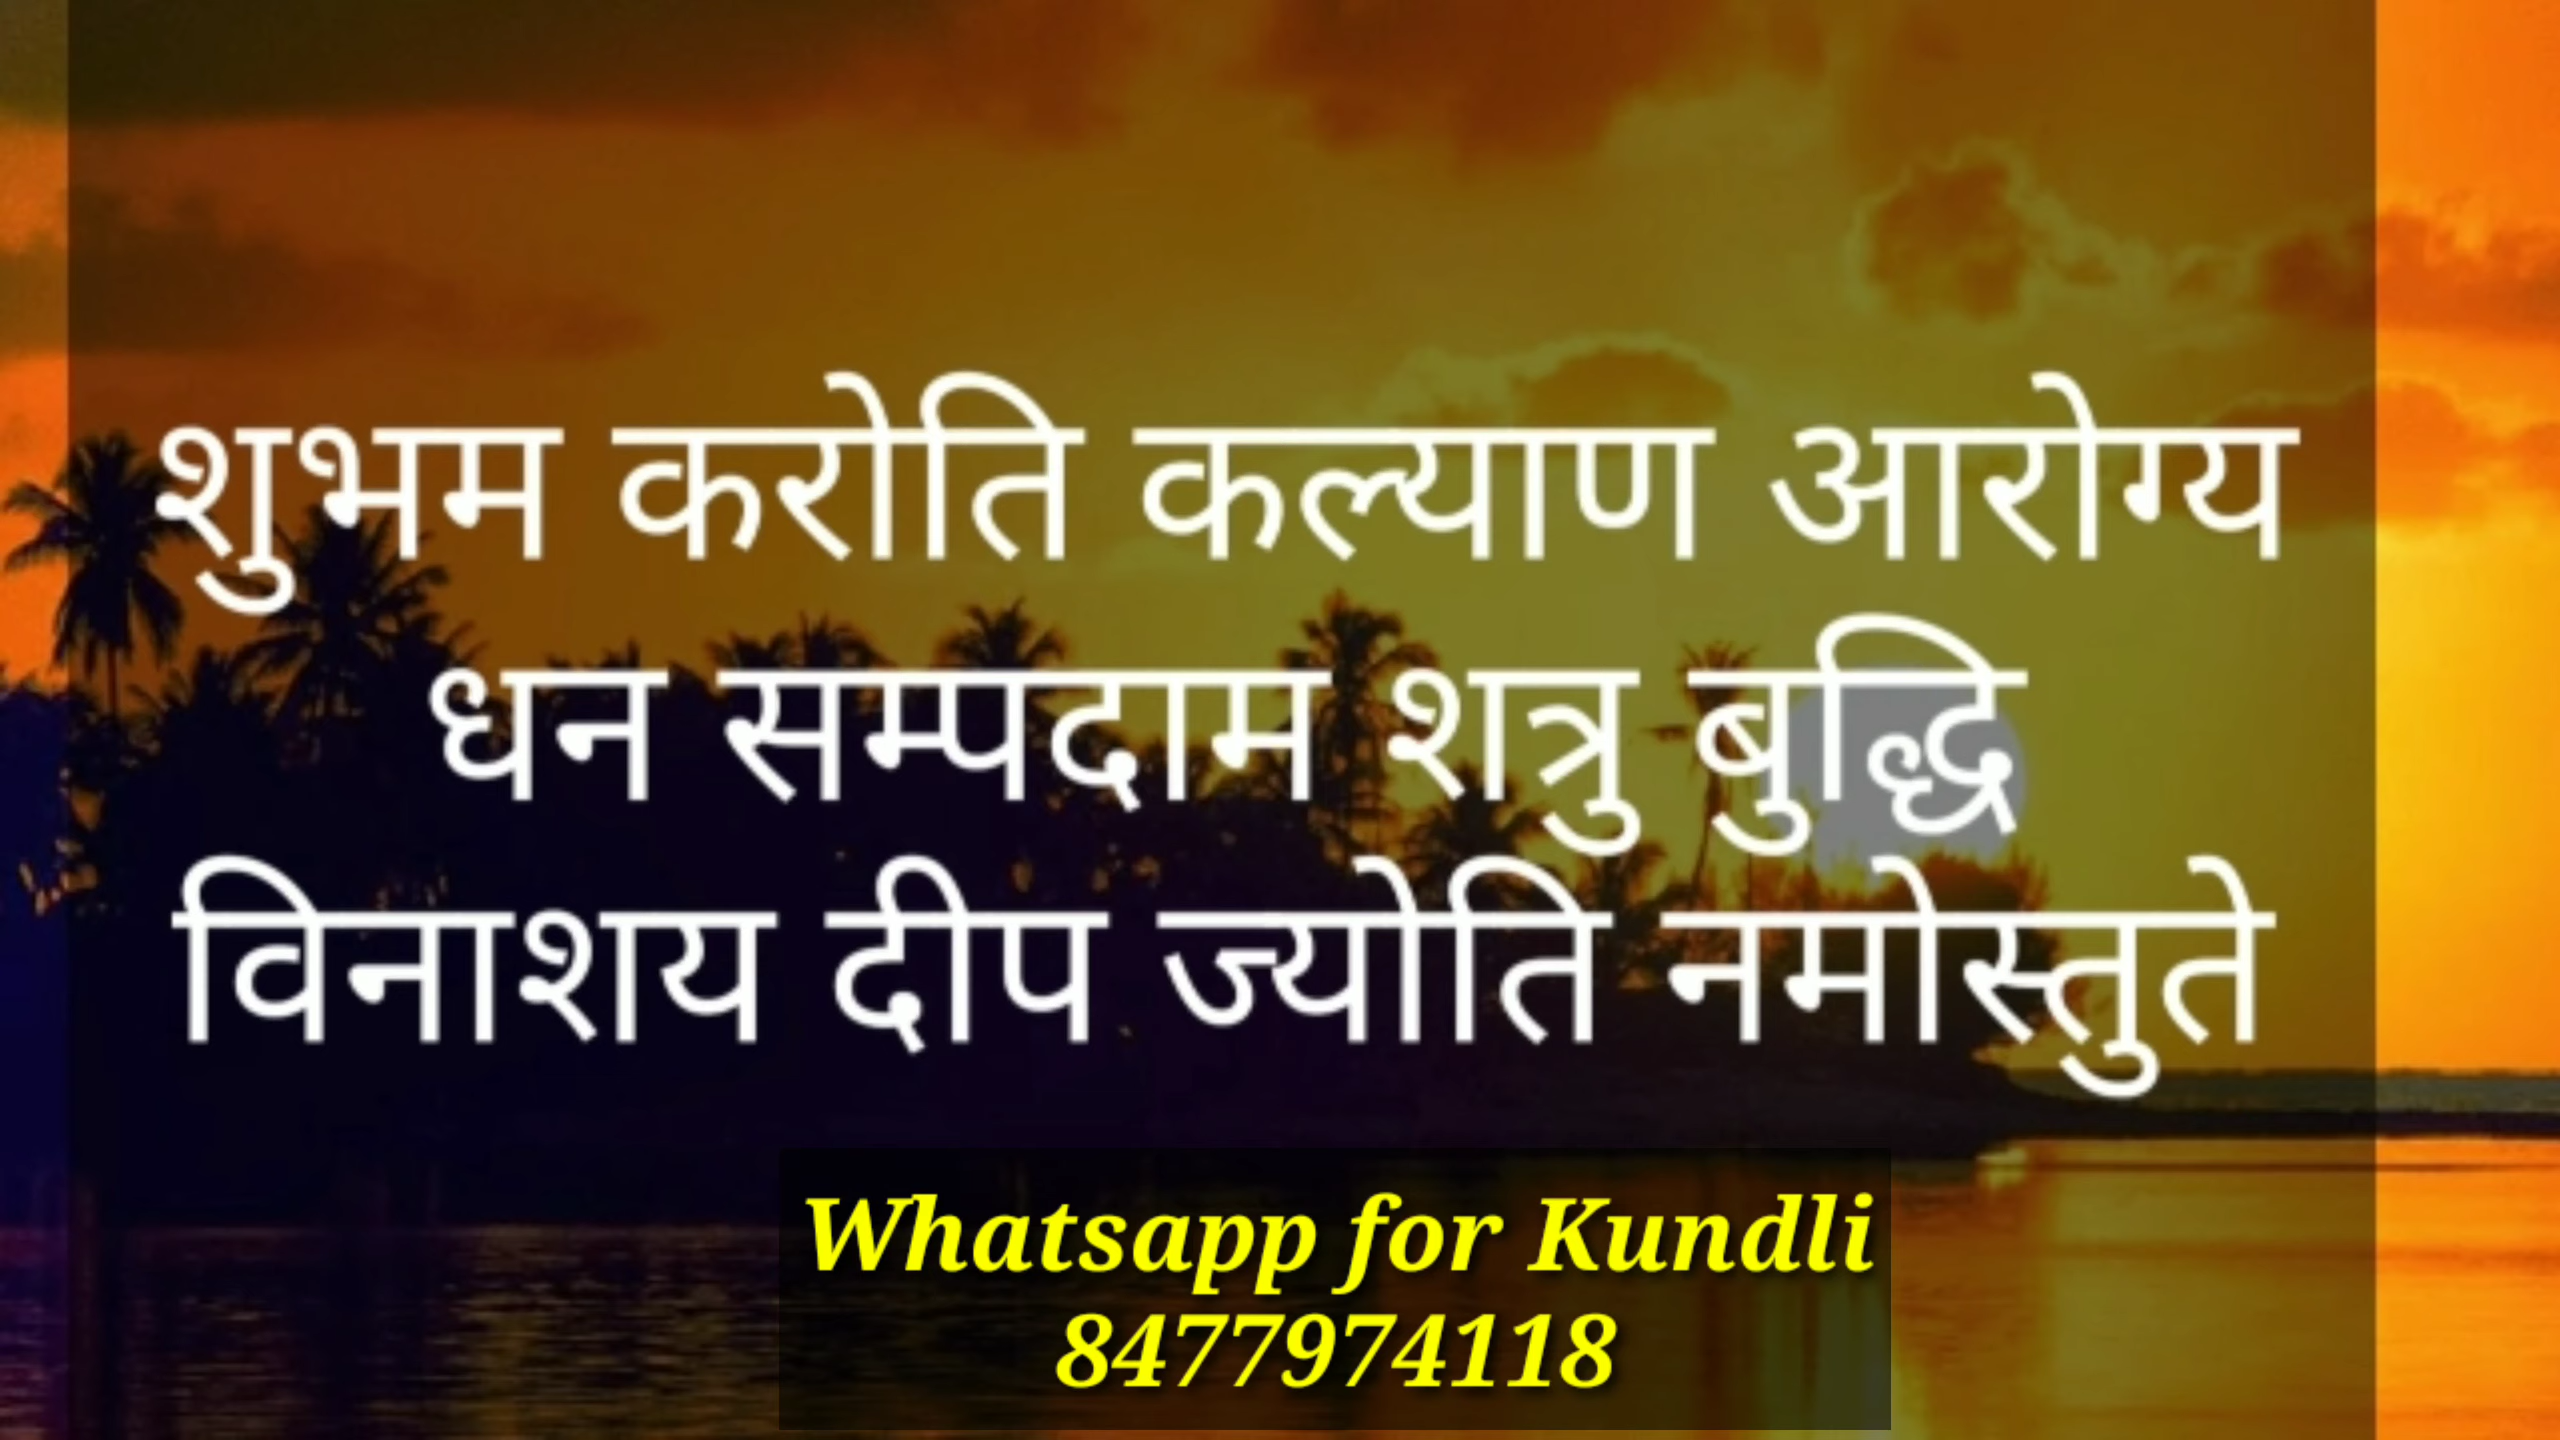 शुभम करोति कल्याण आरोग्य
धन सम्पदाम शत्रु बुद्धि
विनाशय दीप ज्योति नमोस्तुते
Whatsapp for Kundli
8477974118